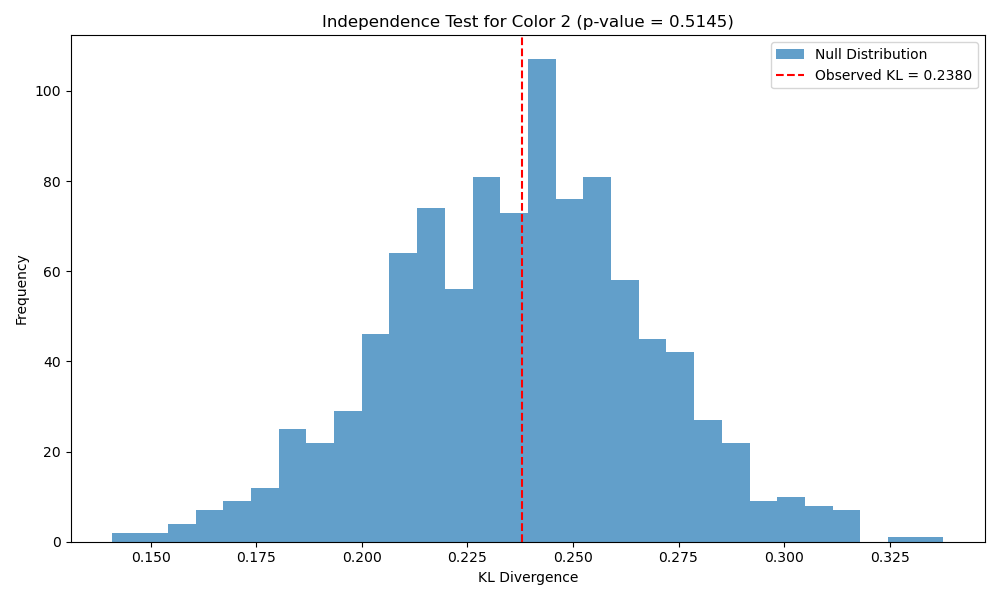 Independence Test for Color 2 (p-value = 0.5145)
Null Distribution
Observed KL = 0.2380
Frequency
100
80
60
40
20
0
0.150 0.175 0.200 0.225 0.250 0.275 0.300 0.325
KL Divergence